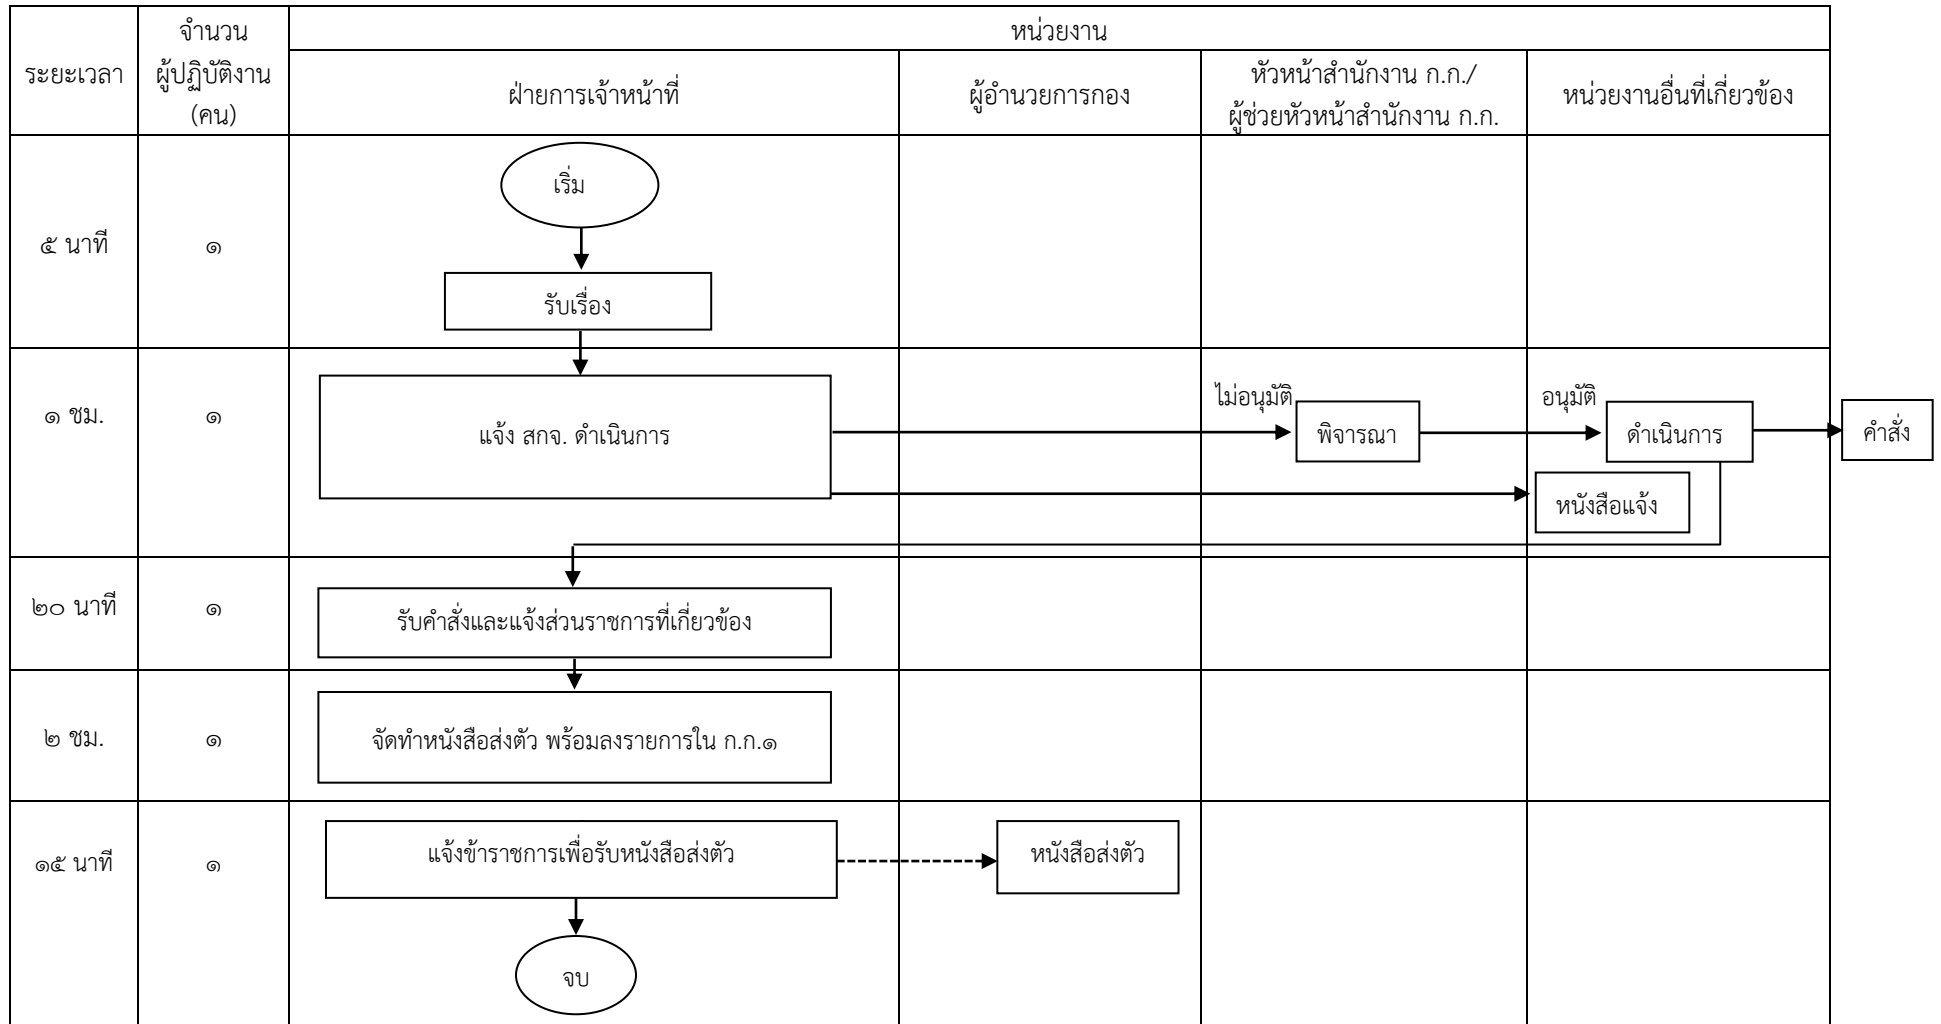 ระยะเวลา
จำนวน
ผู้ปฏิบัติงาน
(คน)
หน่วยงาน
ฝ่ายการเจ้าหน้าที่
ผู้อำนวยการกอง
หัวหน้าสำนักงาน ก.ก./
ผู้ช่วยหัวหน้าสำนักงาน ก.ก.
หน่วยงานอื่นที่เกี่ยวข้อง
๕ นาที
๑
เริ่ม
รับเรื่อง
๑ ชม.
๑
แจ้ง สกจ. ดำเนินการ
ไม่อนุมัติ
พิจารณา
อนุมัติ
ดำเนินการ
คำสั่ง
หนังสือแจ้ง
๒๐ นาที
๑
รับคำสั่งและแจ้งส่วนราชการที่เกี่ยวข้อง
๒ ชม.
๑
จัดทำหนังสือส่งตัว พร้อมลงรายการใน ก.ก.๑
๑๕ นาที
๑
แจ้งข้าราชการเพื่อรับหนังสือส่งตัว
หนังสือส่งตัว
จบ